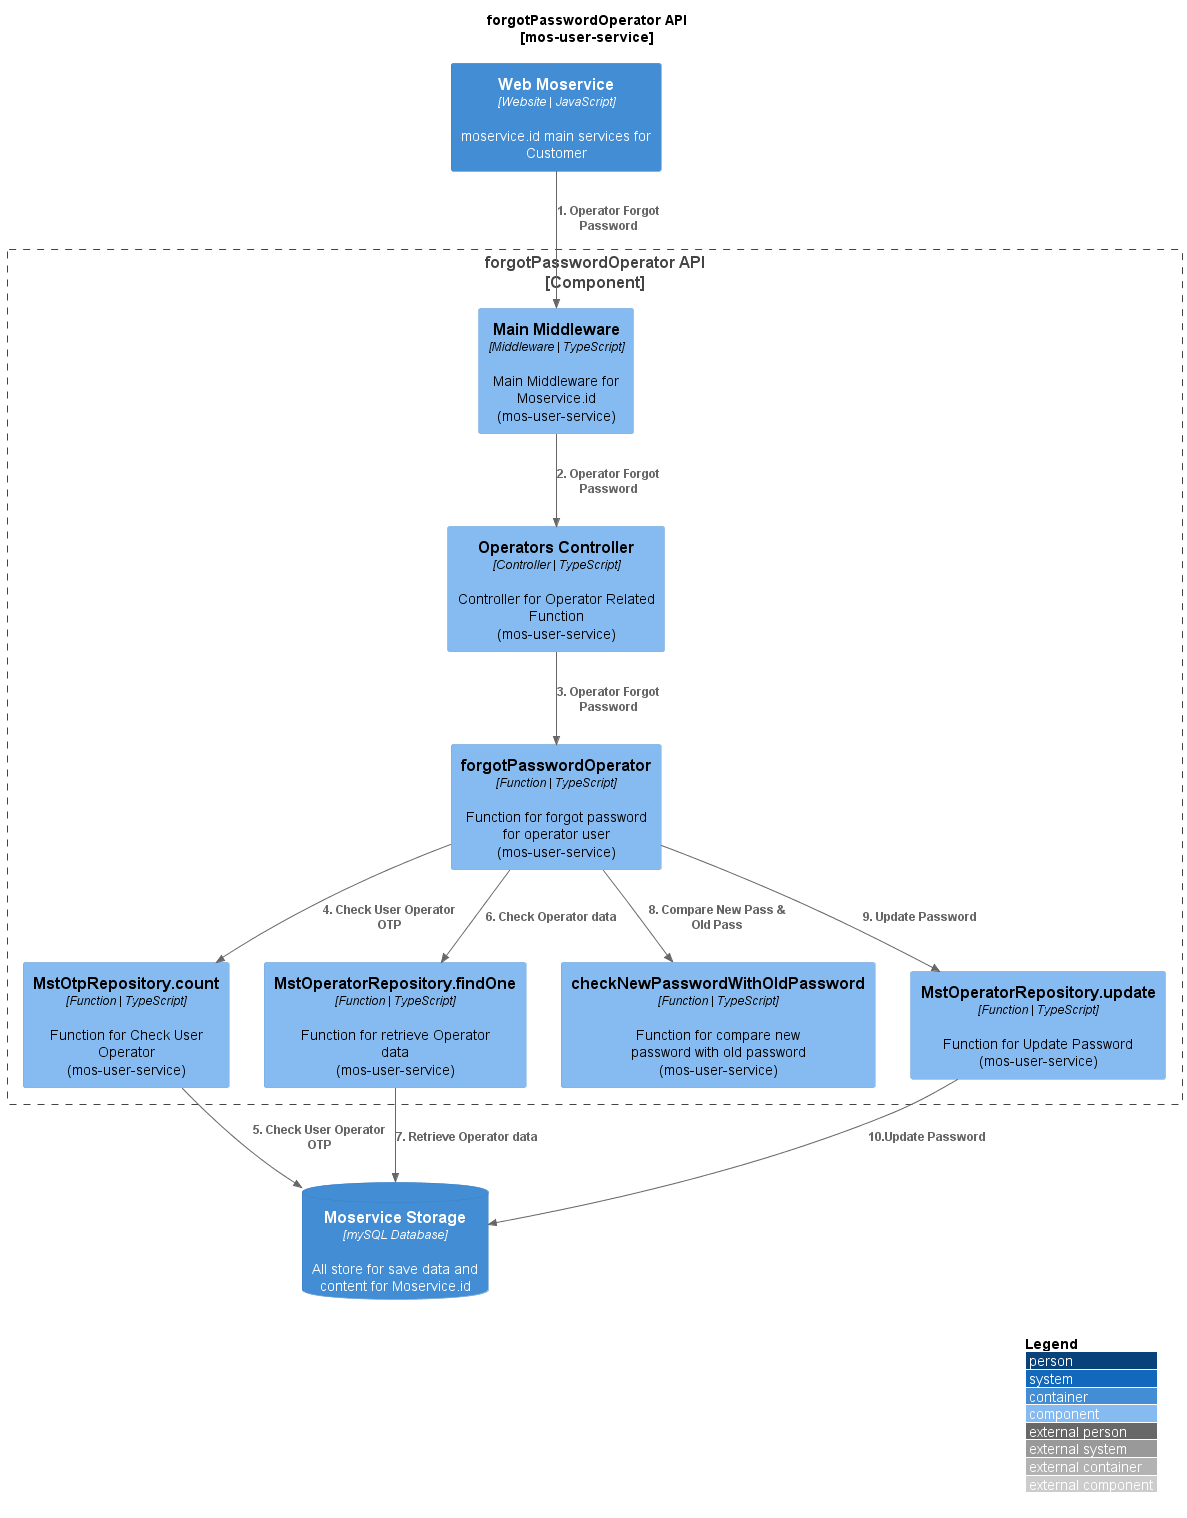 forgotPasswordOperator API
[mos-user-service]
Web Moservice
[Website | JavaScript]
moservice.id main services for
Customer
1. Operator Forgot
Password
forgotPasswordOperator API
[Component]
Main Middleware
[Middleware | TypeScript]
Main Middleware for
Moservice.id
(mos-user-service)
2. Operator Forgot
Password
Operators Controller
[Controller | TypeScript]
Controller for Operator Related
Function
(mos-user-service)
3. Operator Forgot
Password
forgotPasswordOperator
[Function | TypeScript]
Function for forgot password
for operator user
(mos-user-service)
4. Check User Operator
OTP
6. Check Operator data
8. Compare New Pass &
Old Pass
9. Update Password
MstOtpRepository.count
[Function | TypeScript]
Function for Check User
Operator
(mos-user-service)
MstOperatorRepository.findOne
[Function | TypeScript]
Function for retrieve Operator
data
(mos-user-service)
checkNewPasswordWithOldPassword
[Function | TypeScript]
Function for compare new
password with old password
(mos-user-service)
MstOperatorRepository.update
[Function | TypeScript]
Function for Update Password
(mos-user-service)
5. Check User Operator
OTP
7. Retrieve Operator data
10.Update Password
Moservice Storage
[mySQL Database]
All store for save data and
content for Moservice.id
Legend
person
system
container
component
external person
external system
external container
external component